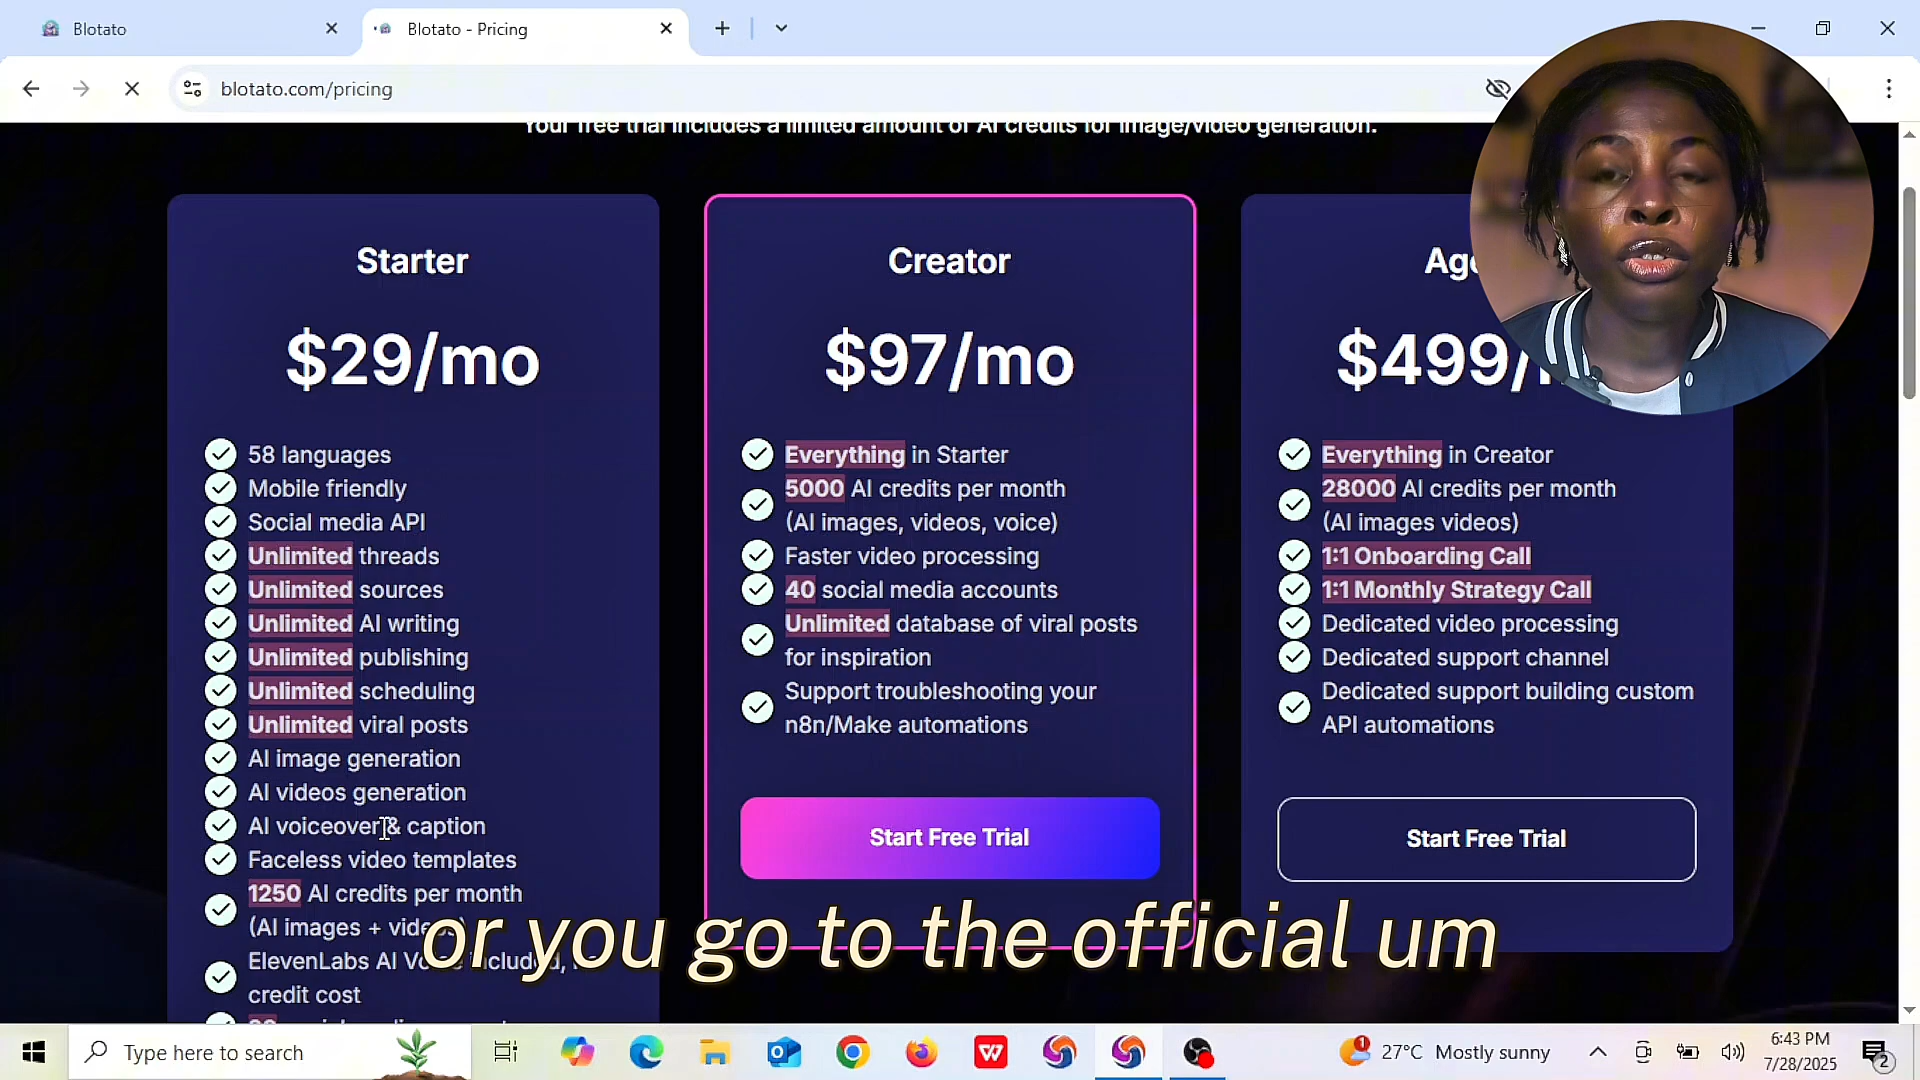 Blotato
Blotato - Pricing
blotato.com/pricing
Your free trial includes a limited amount of AI credits for image/video generation.
Starter
$29/mo
58 languages
Mobile friendly
Social media API
Unlimited threads
Unlimited sources
Unlimited AI writing
Unlimited publishing
Unlimited scheduling
Unlimited viral posts
AI image generation
AI videos generation
AI voiceover & caption
Faceless video templates
1250 AI credits per month
(AI images + videos)
ElevenLabs AI Voice included,
credit cost
Creator
$97/mo
Everything in Starter
5000 AI credits per month
(AI images, videos, voice)
Faster video processing
40 social media accounts
Unlimited database of viral posts
for inspiration
Support troubleshooting your
n8n/Make automations
Start Free Trial
$499/
Everything in Creator
28000 AI credits per month
(AI images videos)
1:1 Onboarding Call
1:1 Monthly Strategy Call
Dedicated video processing
Dedicated support channel
Dedicated support building custom
API automations
Start Free Trial
or you go to the official um
Type here to search
1
27°C Mostly sunny
6:43 PM
7/28/2025
2